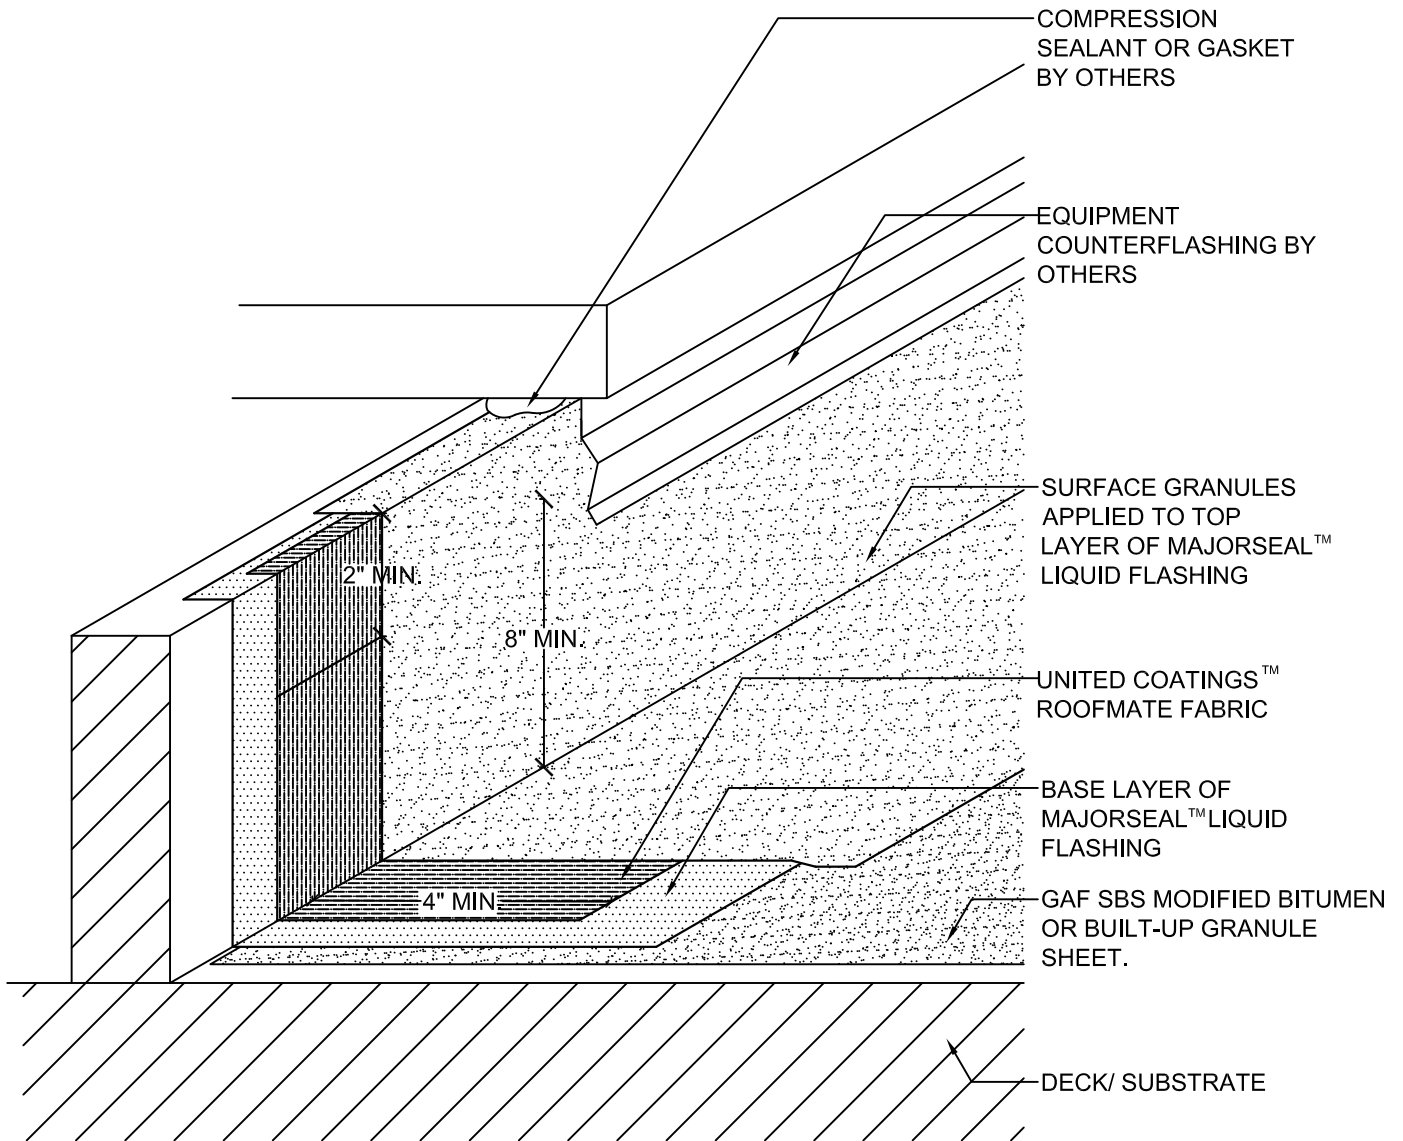 COMPRESSION
SEALANT OR GASKET
BY OTHERS
EQUIPMENT
COUNTERFLASHING BY
OTHERS
SURFACE GRANULES
APPLIED TO TOP
LAYER OF MAJORSEAL™
LIQUID FLASHING
2" MIN.
8" MIN.
UNITED COATINGS™
ROOFMATE FABRIC
BASE LAYER OF
MAJORSEAL™ LIQUID
FLASHING
4" MIN
GAF SBS MODIFIED BITUMEN
OR BUILT-UP GRANULE
SHEET.
DECK/ SUBSTRATE